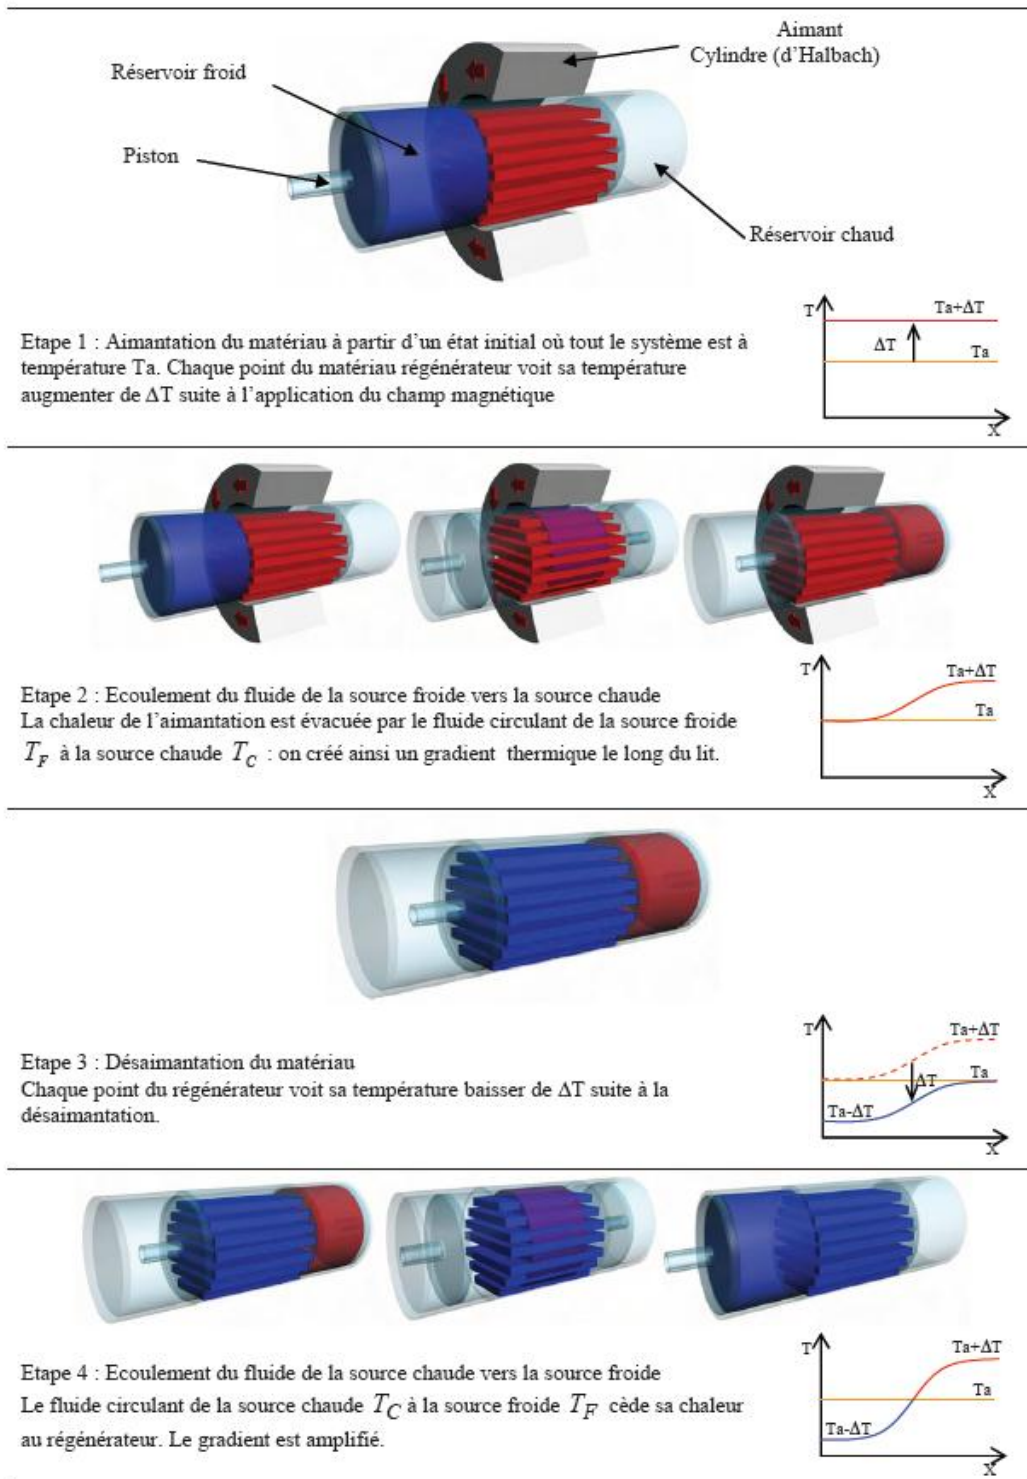 Aimant
Cylindre (d’Halbach)
Réservoir froid
Piston
Réservoir chaud
T
Ta+ΔT
ΔT
Ta
X
Etape 1 : Aimantation du matériau à partir d’un état initial où tout le système est à
température Ta. Chaque point du matériau régénérateur voit sa température
augmenter de ΔT suite à l’application du champ magnétique
T
Ta+ΔT
Ta
X
Etape 2 : Ecoulement du fluide de la source froide vers la source chaude
La chaleur de l’aimantation est évacuée par le fluide circulant de la source froide
T_F à la source chaude T_C : on créé ainsi un gradient thermique le long du lit.
T
Ta+ΔT
Ta
ΔT
Ta-ΔT
X
Etape 3 : Désaimantation du matériau
Chaque point du régénérateur voit sa température baisser de ΔT suite à la
désaimantation.
T
Ta+ΔT
Ta
Ta-ΔT
X
Etape 4 : Ecoulement du fluide de la source chaude vers la source froide
Le fluide circulant de la source chaude T_C à la source froide T_F cède sa chaleur
au régénérateur. Le gradient est amplifié.